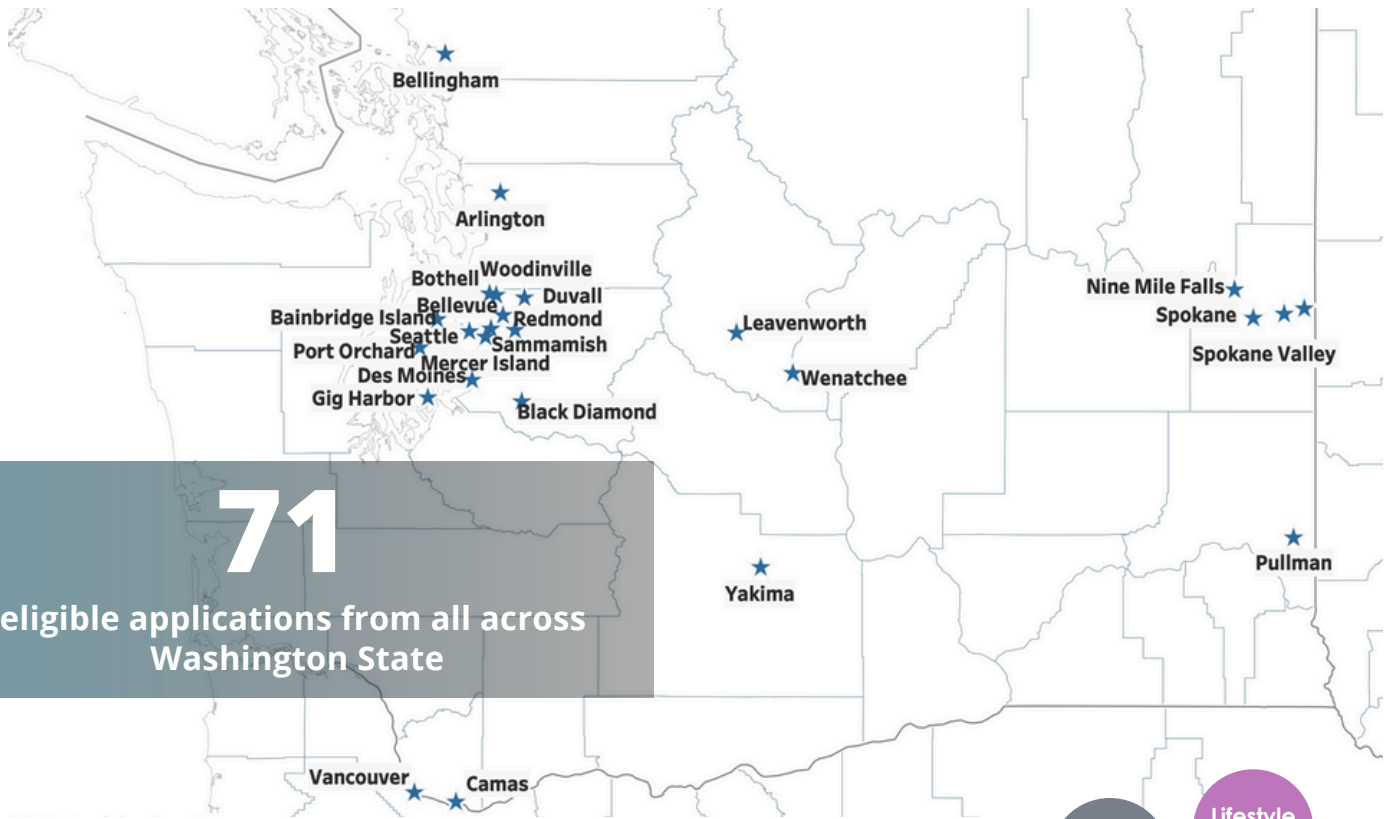 Bellingham
Arlington
Woodinville
Bothell
Duvall
Bellevue
Bainbridge Island
Redmond
Seattle
Sammamish
Port Orchard
Mercer Island
Des Moines
Gig Harbor
Black Diamond
Leavenworth
Wenatchee
Nine Mile Falls
Spokane
Spokane Valley
71
eligible applications from all across
Washington State
Yakima
Pullman
Vancouver
Camas
Lifestyle